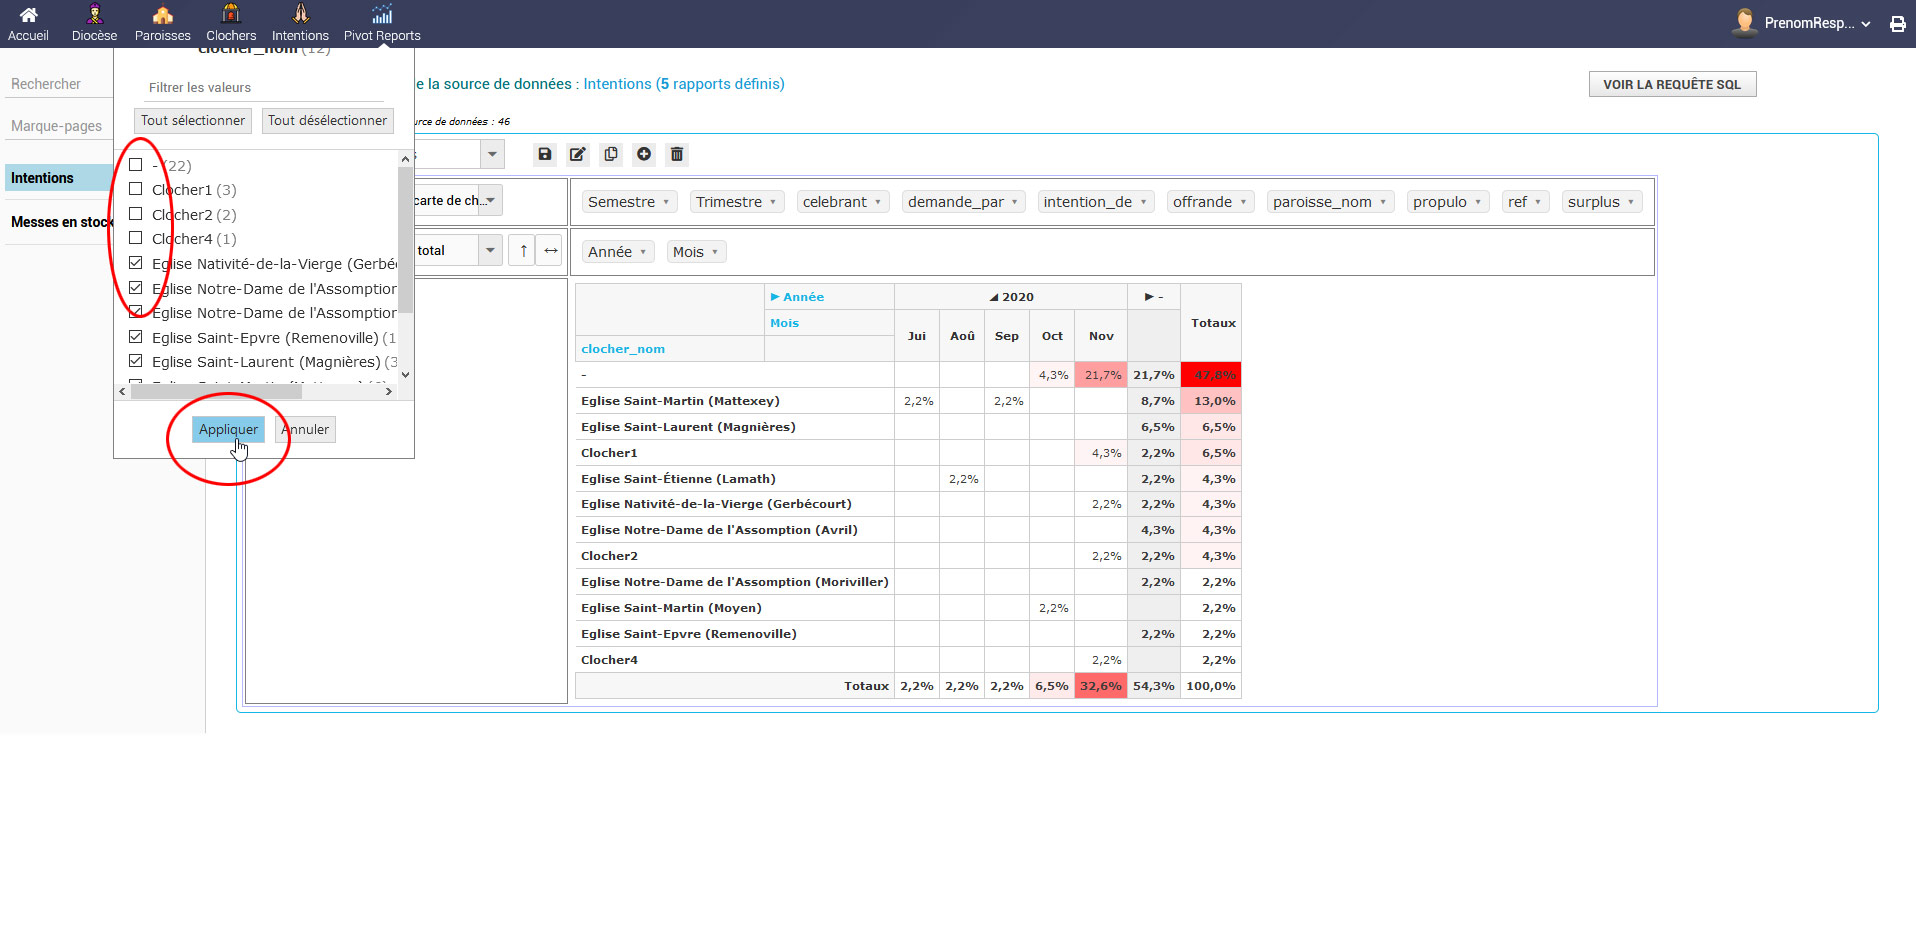 Accueil Diocèse Paroisses Clochers Intentions Pivot Reports PrenomResp...
clocher_nom (12)
Rechercher
Filtrer les valeurs
e la source de données : Intentions (5 rapports définis)
VOIR LA REQUÊTE SQL
Tout sélectionner Tout désélectionner
urce de données : 46
Marque-pages
Intentions
Messes en stock
- (22)
Clocher1 (3)
Clocher2 (2)
Clocher4 (1)
Eglise Nativité-de-la-Vierge (Gerbé
Eglise Notre-Dame de l'Assomption
Eglise Notre-Dame de l'Assomption
Eglise Saint-Epvre (Remenoville) (1
Eglise Saint-Laurent (Magnières) (3
Appliquer Annuler
s
carte de ch... Semestre Trimestre celebrant demande_par intention_de offrande paroisse_nom propulo ref surplus
total ↑ ↔ Année Mois
Année 2020 - Totaux
Mois Jui Aoû Sep Oct Nov
clocher_nom
- 4,3% 21,7% 21,7% 47,8%
Eglise Saint-Martin (Mattexey) 2,2% 2,2% 8,7% 13,0%
Eglise Saint-Laurent (Magnières) 6,5% 6,5%
Clocher1 4,3% 2,2% 6,5%
Eglise Saint-Étienne (Lamath) 2,2% 2,2% 4,3%
Eglise Nativité-de-la-Vierge (Gerbécourt) 2,2% 2,2% 4,3%
Eglise Notre-Dame de l'Assomption (Avril) 4,3% 4,3%
Clocher2 2,2% 2,2% 4,3%
Eglise Notre-Dame de l'Assomption (Moriviller) 2,2% 2,2%
Eglise Saint-Martin (Moyen) 2,2% 2,2%
Eglise Saint-Epvre (Remenoville) 2,2% 2,2%
Clocher4 2,2% 2,2%
Totaux 2,2% 2,2% 2,2% 6,5% 32,6% 54,3% 100,0%